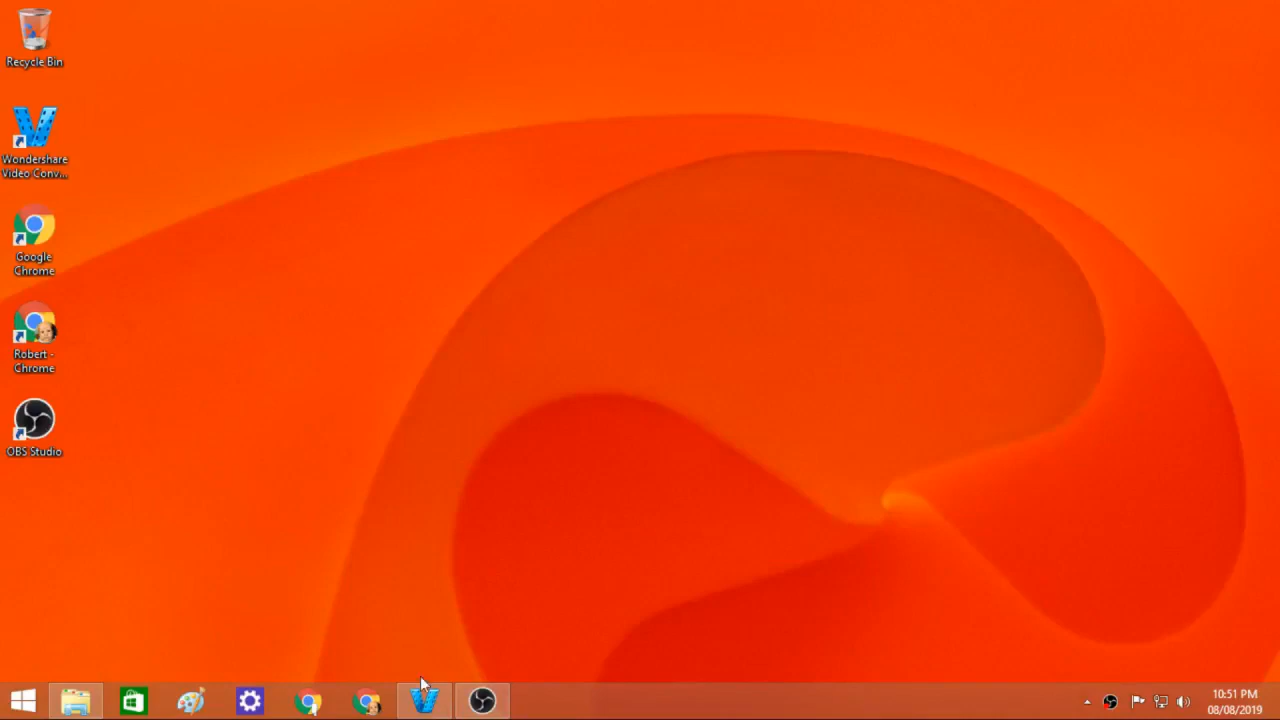 Recycle Bin
Wondershare
Video Conv...
Google
Chrome
Robert -
Chrome
OBS Studio
10:51 PM
08/08/2019